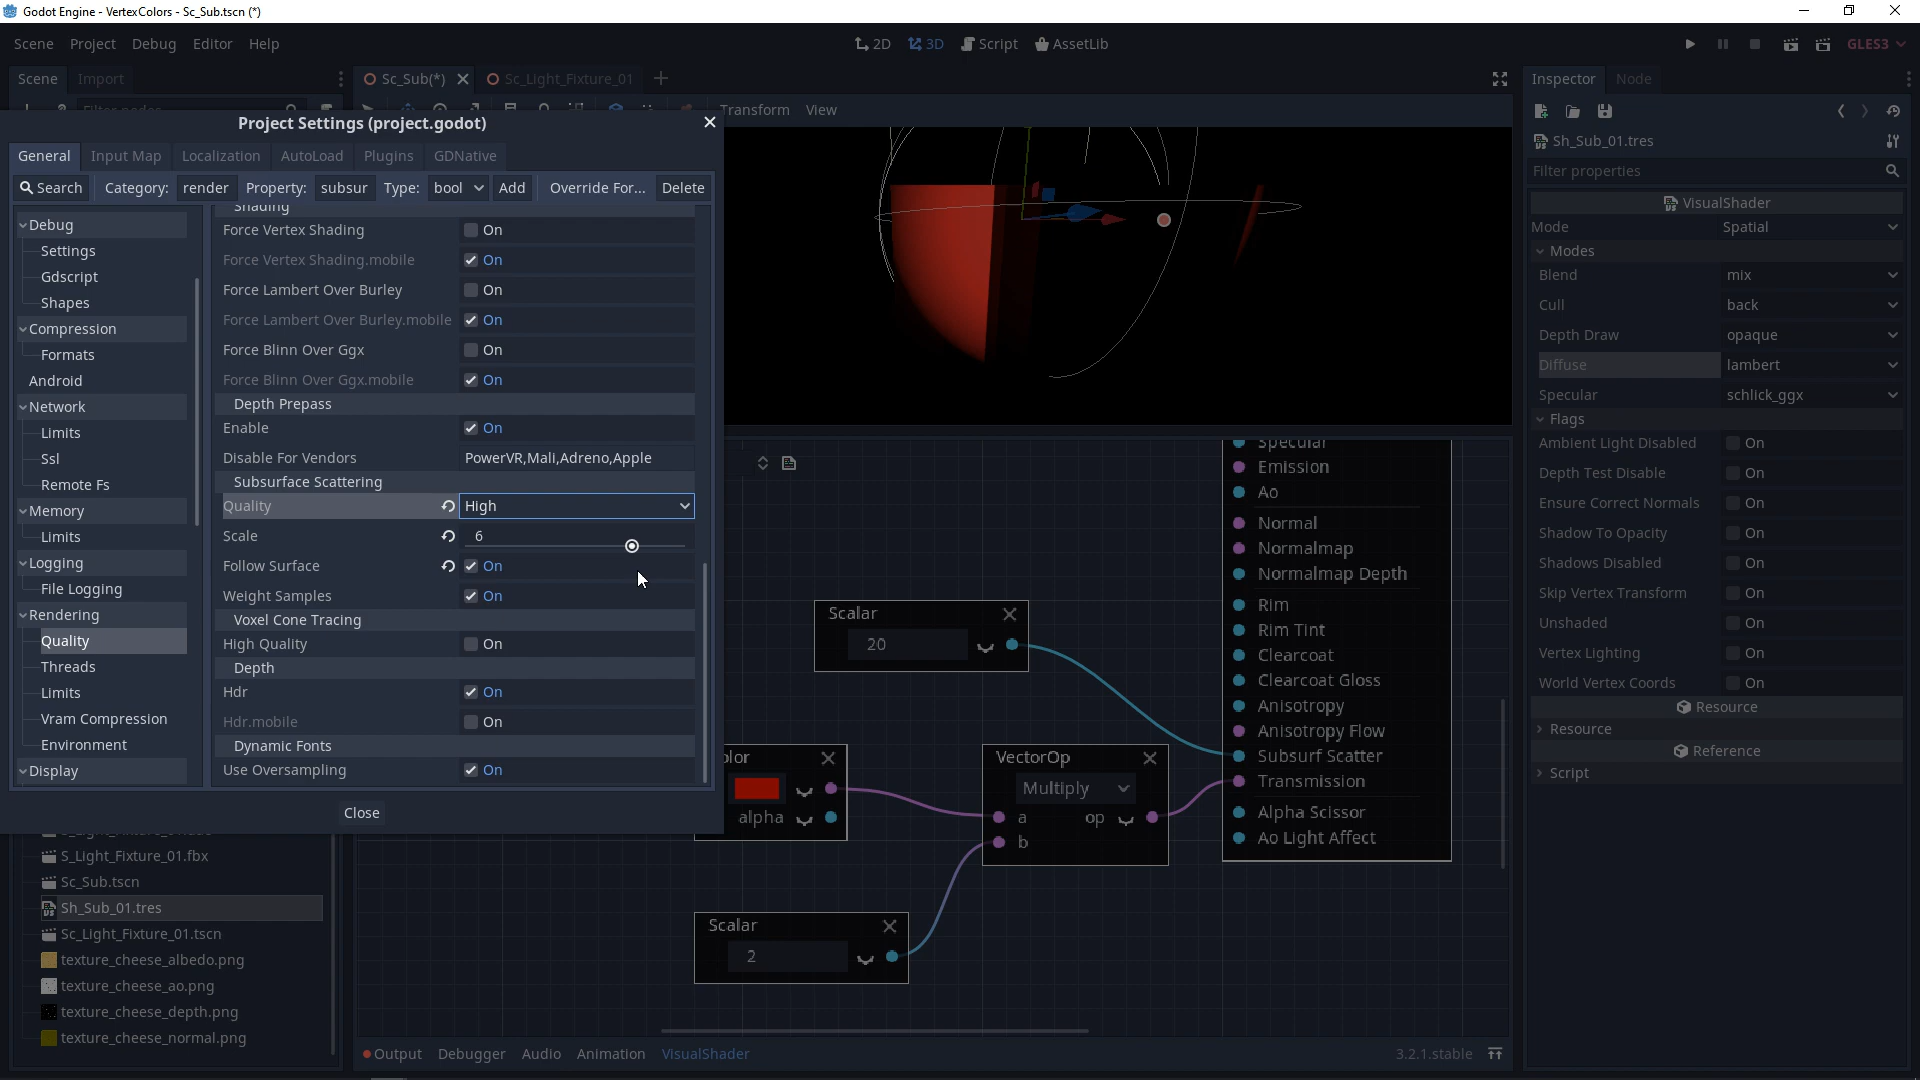 Godot Engine - VertexColors - Sc_Sub.tscn (*)
Scene Project Debug Editor Help
2D 3D Script AssetLib
GLES3
Scene Import
Sc_Sub(*) Sc_Light_Fixture_01
Inspector Node
Filter nodes
Transform View
Sh_Sub_01.tres
Filter properties
VisualShader
Mode Spatial
Modes
Blend mix
Cull back
Depth Draw opaque
Diffuse lambert
Specular schlick_ggx
Flags
Ambient Light Disabled On
Depth Test Disable On
Ensure Correct Normals On
Shadow To Opacity On
Shadows Disabled On
Skip Vertex Transform On
Unshaded On
Vertex Lighting On
World Vertex Coords On
Resource
Resource
Reference
Script
Project Settings (project.godot)
General Input Map Localization AutoLoad Plugins GDNative
Search Category: render Property: subsur Type: bool Add Override For... Delete
Debug
Settings
Gdscript
Shapes
Compression
Formats
Android
Network
Limits
Ssl
Remote Fs
Memory
Limits
Logging
File Logging
Rendering
Quality
Threads
Limits
Vram Compression
Environment
Display
Shading
Force Vertex Shading On
Force Vertex Shading.mobile On
Force Lambert Over Burley On
Force Lambert Over Burley.mobile On
Force Blinn Over Ggx On
Force Blinn Over Ggx.mobile On
Depth Prepass
Enable On
Disable For Vendors PowerVR,Mali,Adreno,Apple
Subsurface Scattering
Quality High
Scale 6
Follow Surface On
Weight Samples On
Voxel Cone Tracing
High Quality On
Depth
Hdr On
Hdr.mobile On
Dynamic Fonts
Use Oversampling On
Close
Specular
Emission
Ao
Normal
Normalmap
Normalmap Depth
Rim
Rim Tint
Clearcoat
Clearcoat Gloss
Anisotropy
Anisotropy Flow
Subsurf Scatter
Transmission
Alpha Scissor
Ao Light Affect
Scalar
20
olor
alpha
VectorOp
Multiply
a op
b
Scalar
2
S_Light_Fixture_01.fbx
Sc_Sub.tscn
Sh_Sub_01.tres
Sc_Light_Fixture_01.tscn
texture_cheese_albedo.png
texture_cheese_ao.png
texture_cheese_depth.png
texture_cheese_normal.png
Output Debugger Audio Animation VisualShader
3.2.1.stable